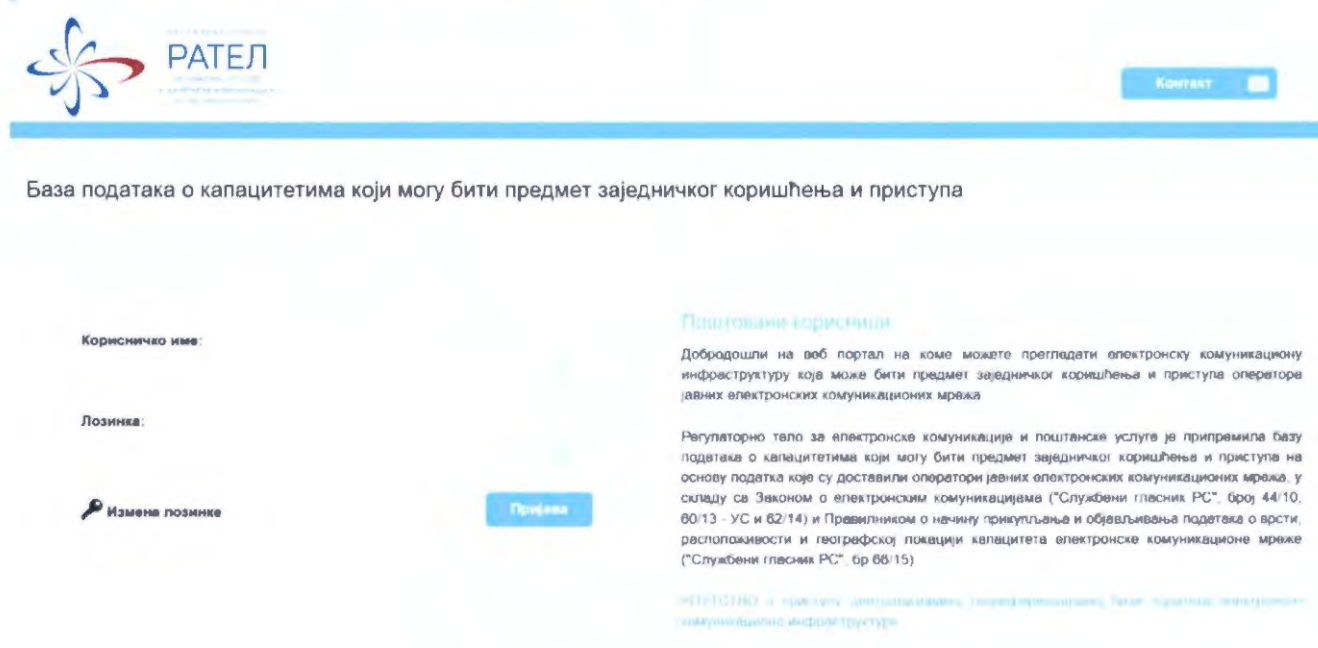 РАТЕЛ
Контакт
База података о капацитетима који могу бити предмет заједничког коришћења и приступа
Корисничко име:
Лозинка:
Измена лозинке
Пријава
Поштовани корисници
Добродошли на веб портал на коме можете прегледати електронску комуникациону
инфраструктуру која може бити предмет заједничког коришћења и приступа оператора
јавних електронских комуникационих мрежа
Регулаторно тело за електронске комуникације и поштанске услуге је припремила базу
података о капацитетима који могу бити предмет заједничког коришћења и приступа на
основу податка које су доставили оператори јавних електронских комуникационих мрежа, у
складу са Законом о електронским комуникацијама ("Службени гласник РС", број 44/10,
60/13 - УС и 62/14) и Правилником о начину прикупљања и објављивања података о врсти,
расположивости и географској локацији капацитета електронске комуникационе мреже
("Службени гласник РС", бр 66/15)
комуникационе инфраструктуре